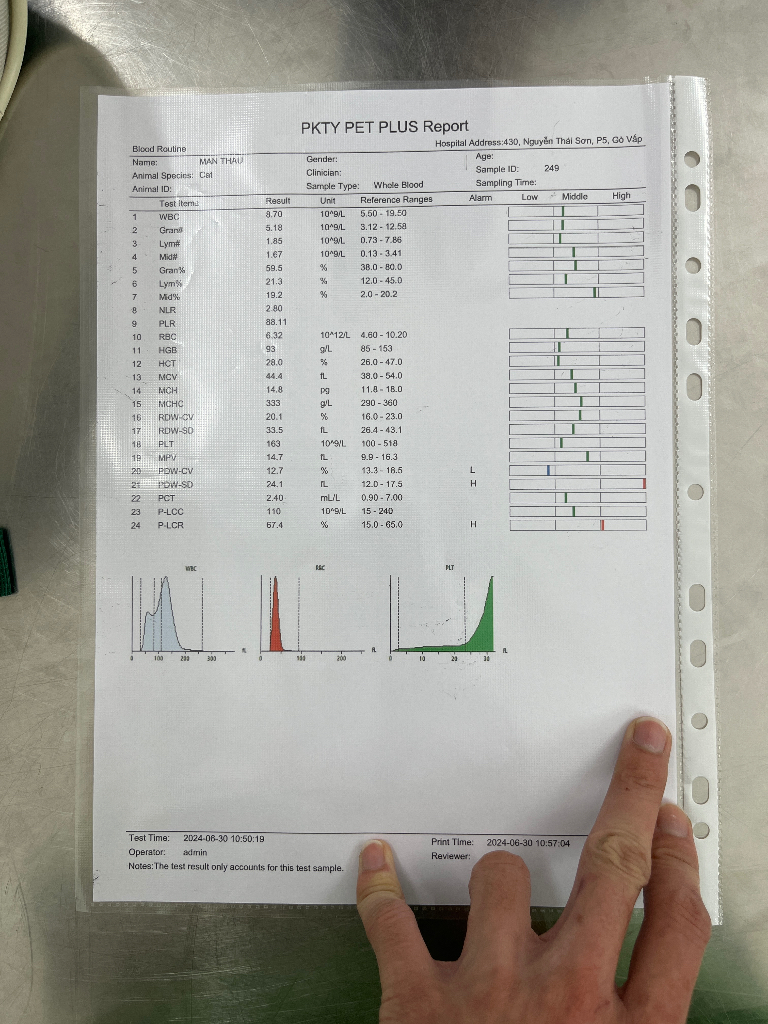 PKTY PET PLUS Report
Hospital Address:430, Nguyễn Thái Sơn, P5, Gò Vấp
Blood Routine
Name: MAN THAU Gender: Age:
Animal Species: Cat Clinician: Sample ID: 249
Animal ID: Sample Type: Whole Blood Sampling Time:
Test Items Result Unit Reference Ranges Alarm Low Middle High
1 WBC 8.70 10^9/L 5.50 - 19.50
2 Gran# 5.18 10^9/L 3.12 - 12.58
3 Lym# 1.85 10^9/L 0.73 - 7.86
4 Mid# 1.67 10^9/L 0.13 - 3.41
5 Gran% 59.5 % 38.0 - 80.0
6 Lym% 21.3 % 12.0 - 45.0
7 Mid% 19.2 % 2.0 - 20.2
8 NLR 2.80
9 PLR 88.11
10 RBC 6.32 10^12/L 4.60 - 10.20
11 HGB 93 g/L 85 - 153
12 HCT 28.0 % 26.0 - 47.0
13 MCV 44.4 fL 38.0 - 54.0
14 MCH 14.8 pg 11.8 - 18.0
15 MCHC 333 g/L 290 - 360
16 RDW-CV 20.1 % 16.0 - 23.0
17 RDW-SD 33.5 fL 26.4 - 43.1
18 PLT 163 10^9/L 100 - 518
19 MPV 14.7 fL 9.9 - 16.3
20 PDW-CV 12.7 % 13.3 - 16.5 L
21 PDW-SD 24.1 fL 12.0 - 17.5 H
22 PCT 2.40 mL/L 0.90 - 7.00
23 P-LCC 110 10^9/L 15 - 240
24 P-LCR 67.4 % 15.0 - 65.0 H
WBC RBC PLT
0 100 200 300 fL 0 100 200 fL 0 10 20 30 fL
Test Time: 2024-06-30 10:50:19 Print Time: 2024-06-30 10:57:04
Operator: admin Reviewer:
Notes:The test result only accounts for this test sample.